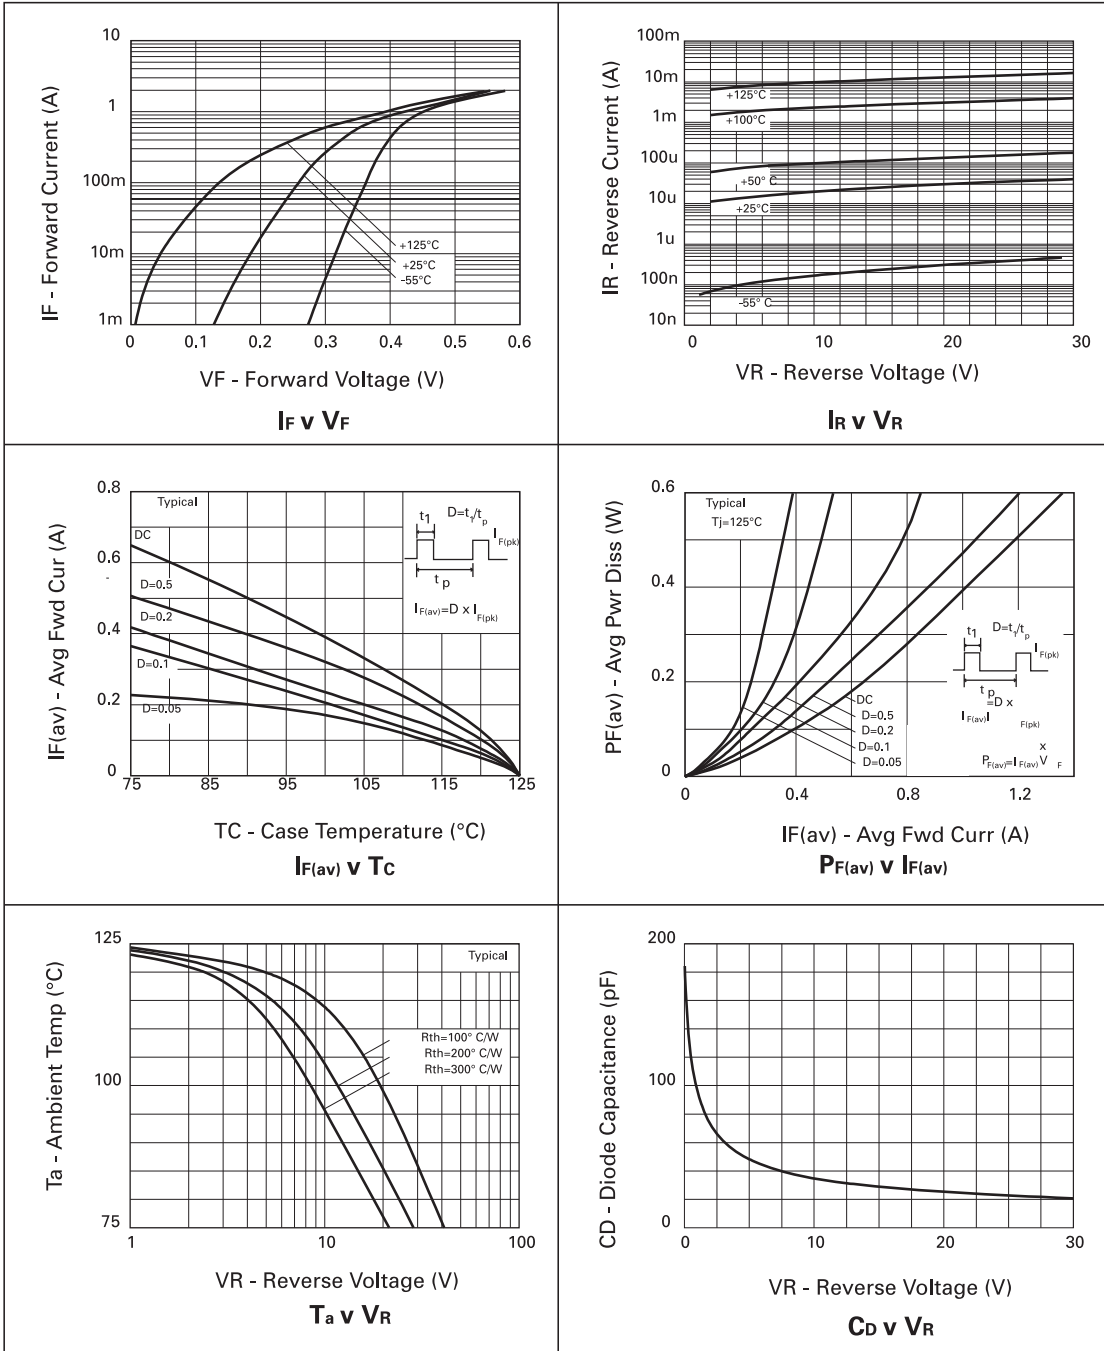 10
1
100m
10m
1m
IF - Forward Current (A)
+125°C
+25°C
-55°C
0 0.1 0.2 0.3 0.4 0.5 0.6
VF - Forward Voltage (V)
IF v VF
100m
10m
1m
100u
10u
1u
100n
10n
IR - Reverse Current (A)
+125°C
+100°C
+50° C
+25°C
-55° C
0 10 20 30
VR - Reverse Voltage (V)
IR v VR
0.8
0.6
0.4
0.2
0
IF(av) - Avg Fwd Cur (A)
Typical
DC
D=0.5
D=0.2
D=0.1
D=0.05
t1 D=t1/tp
IF(pk)
tp
IF(av)=D x IF(pk)
75 85 95 105 115 125
TC - Case Temperature (°C)
IF(av) v TC
0.6
0.4
0.2
0
PF(av) - Avg Pwr Diss (W)
Typical
Tj=125°C
t1 D=t1/tp
IF(pk)
tp
=D x
IF(av)I
F(pk)
x
PF(av)=IF(av)V F
DC
D=0.5
D=0.2
D=0.1
D=0.05
0 0.4 0.8 1.2
IF(av) - Avg Fwd Curr (A)
PF(av) v IF(av)
125
100
75
Ta - Ambient Temp (°C)
Typical
Rth=100° C/W
Rth=200° C/W
Rth=300° C/W
1 10 100
VR - Reverse Voltage (V)
Ta v VR
200
100
0
CD - Diode Capacitance (pF)
0 10 20 30
VR - Reverse Voltage (V)
CD v VR